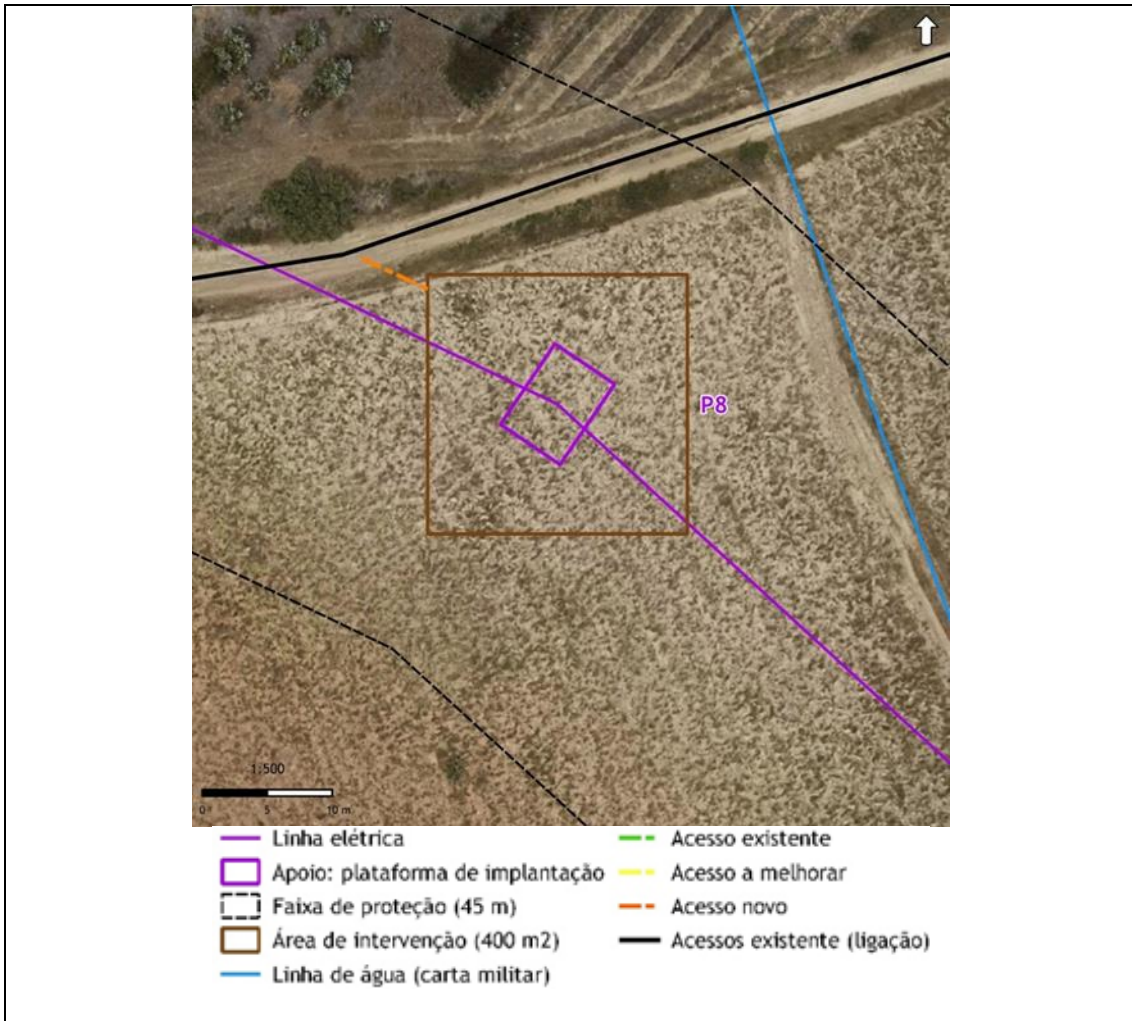 P8
1:500
0 5 10 m
Linha elétrica
Apoio: plataforma de implantação
Faixa de proteção (45 m)
Área de intervenção (400 m2)
Linha de água (carta militar)
Acesso existente
Acesso a melhorar
Acesso novo
Acessos existente (ligação)